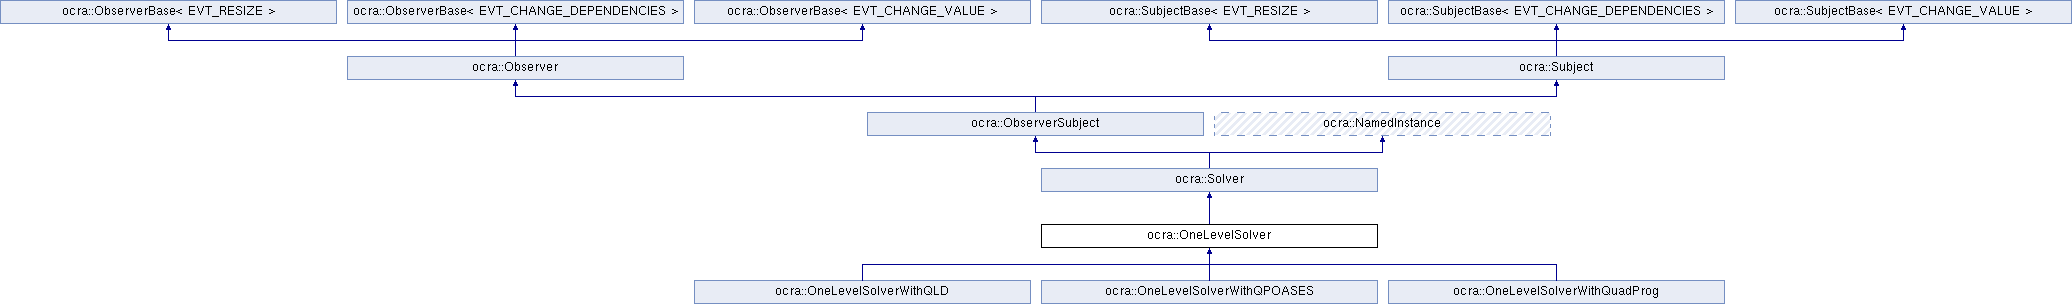 ocra::ObserverBase< EVT_RESIZE >
ocra::ObserverBase< EVT_CHANGE_DEPENDENCIES >
ocra::ObserverBase< EVT_CHANGE_VALUE >
ocra::SubjectBase< EVT_RESIZE >
ocra::SubjectBase< EVT_CHANGE_DEPENDENCIES >
ocra::SubjectBase< EVT_CHANGE_VALUE >
ocra::Observer
ocra::Subject
ocra::ObserverSubject
ocra::NamedInstance
ocra::Solver
ocra::OneLevelSolver
ocra::OneLevelSolverWithQLD
ocra::OneLevelSolverWithQPOASES
ocra::OneLevelSolverWithQuadProg